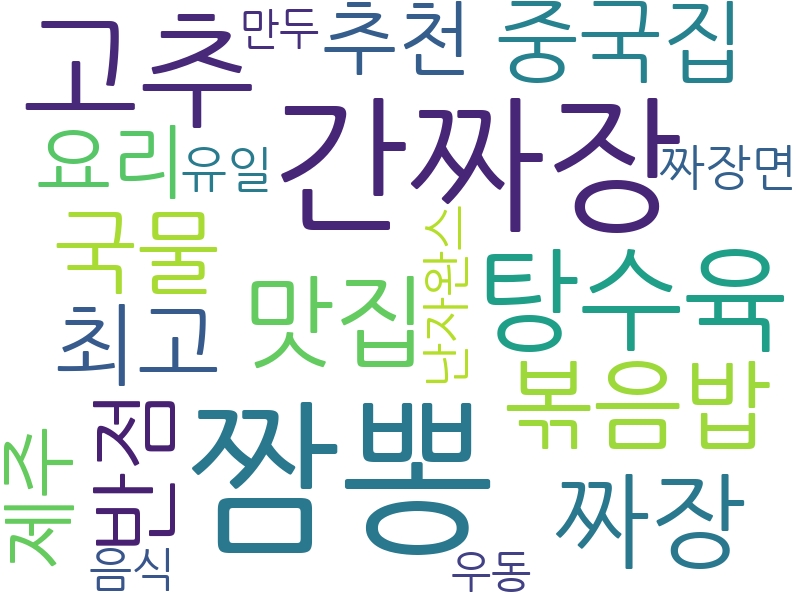 고추
만두
추천
중국집
간짜장
요리
유일
짜장면
국물
난자완스
탕수육
최고
맛집
볶음밥
제주
반점
짬뽕
짜장
음식
우동